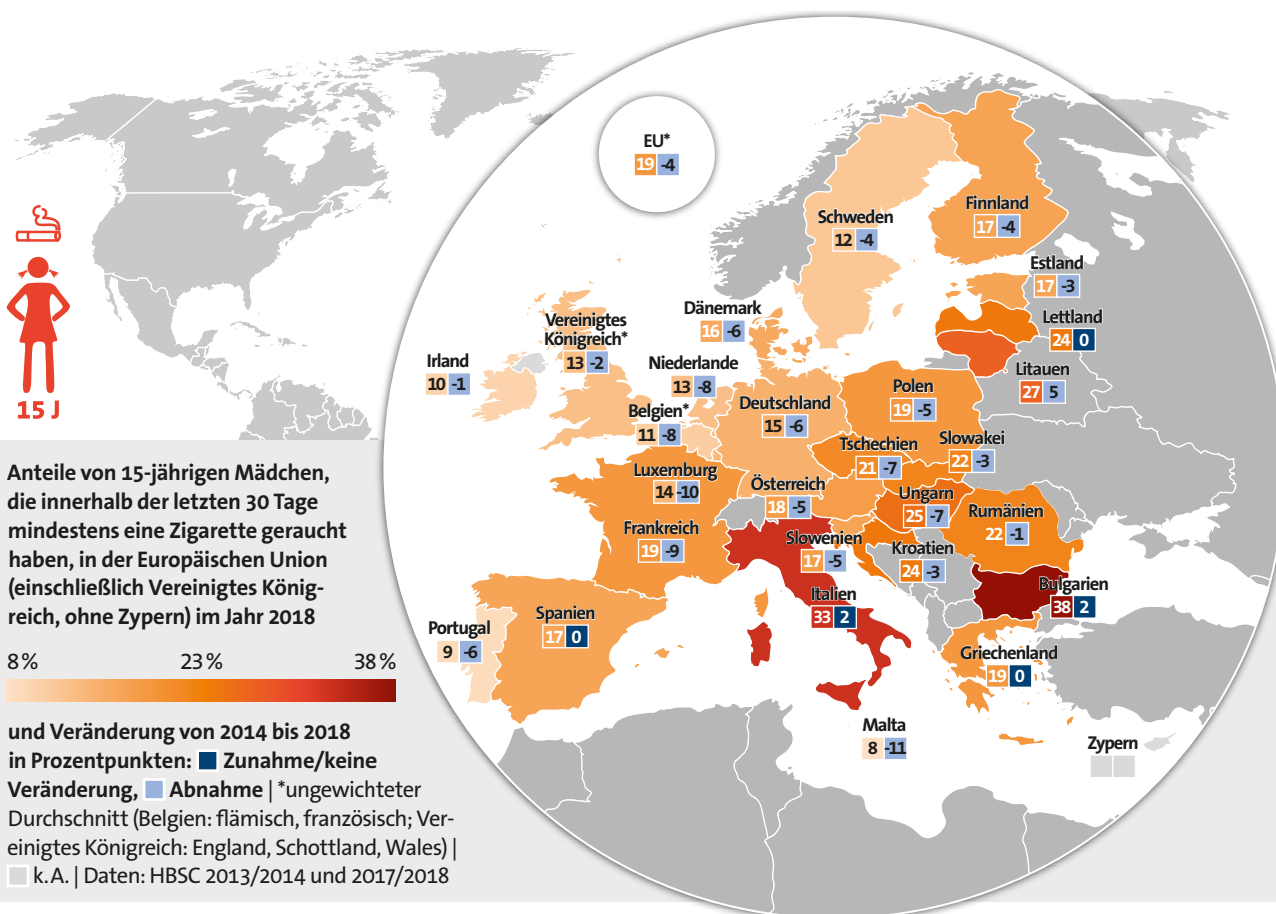 EU*
19 -4
Schweden
12 -4
Finnland
17 -4
Estland
17 -3
Lettland
24 0
Litauen
27 5
Dänemark
16 -6
Vereinigtes
Königreich*
13 -2
Irland
10 -1
Niederlande
13 -8
Belgien*
11 -8
Deutschland
15 -6
Polen
19 -5
Tschechien
21 -7
Slowakei
22 -3
Luxemburg
14 -10
Österreich
18 -5
Ungarn
25 -7
Rumänien
22 -1
Frankreich
19 -9
Slowenien
17 -5
Kroatien
24 -3
Italien
33 2
Bulgarien
38 2
Spanien
17 0
Portugal
9 -6
Griechenland
19 0
Malta
8 -11
Zypern
15 J
Anteile von 15-jährigen Mädchen,
die innerhalb der letzten 30 Tage
mindestens eine Zigarette geraucht
haben, in der Europäischen Union
(einschließlich Vereinigtes König-
reich, ohne Zypern) im Jahr 2018
8 % 23 % 38 %
und Veränderung von 2014 bis 2018
in Prozentpunkten: Zunahme/keine
Veränderung, Abnahme | *ungewichteter
Durchschnitt (Belgien: flämisch, französisch; Ver-
einigtes Königreich: England, Schottland, Wales) |
k. A. | Daten: HBSC 2013/2014 und 2017/2018